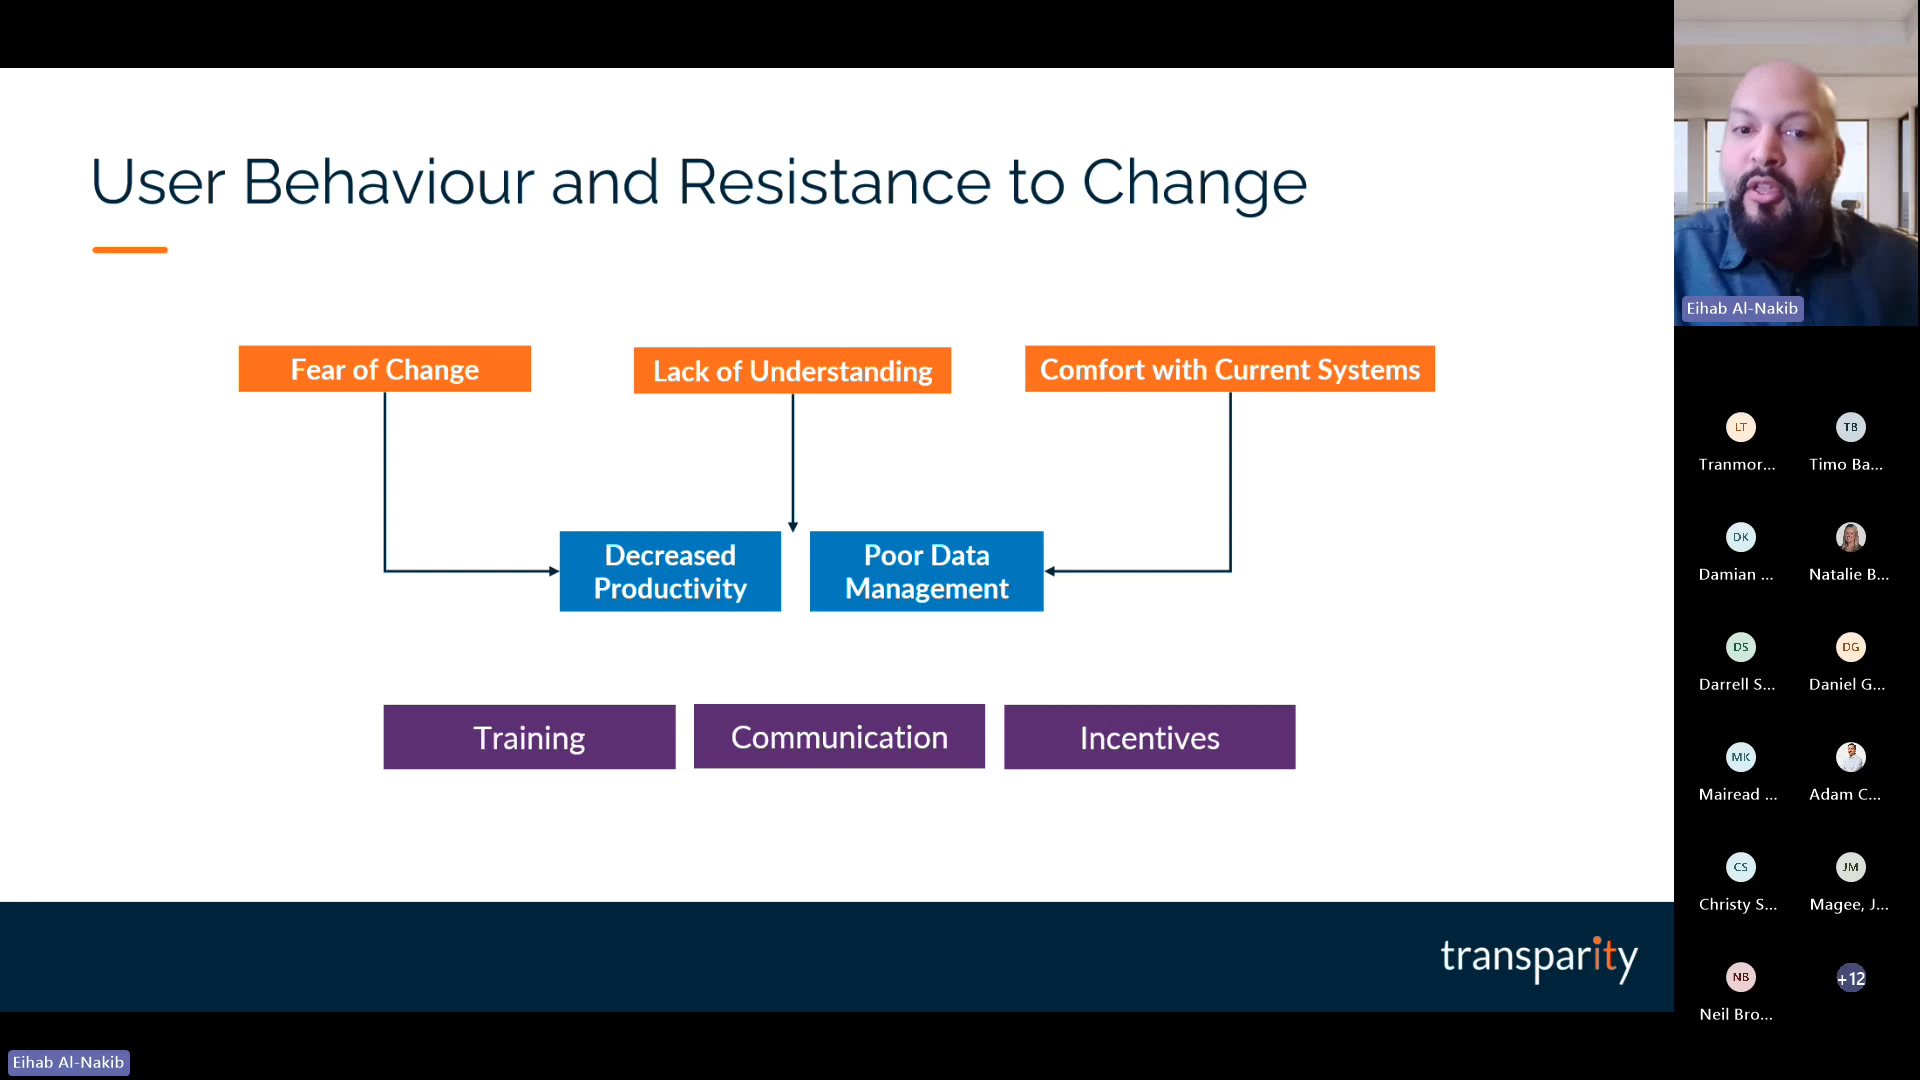 User Behaviour and Resistance to Change
Fear of Change
Lack of Understanding
Comfort with Current Systems
Decreased
Productivity
Poor Data
Management
Training
Communication
Incentives
transparity
Eihab Al-Nakib
Eihab Al-Nakib
LT
Tranmor...
TB
Timo Ba...
DK
Damian ...
Natalie B...
DS
Darrell S...
DG
Daniel G...
MK
Mairead ...
Adam C...
CS
Christy S...
JM
Magee, J...
NB
Neil Bro...
+12